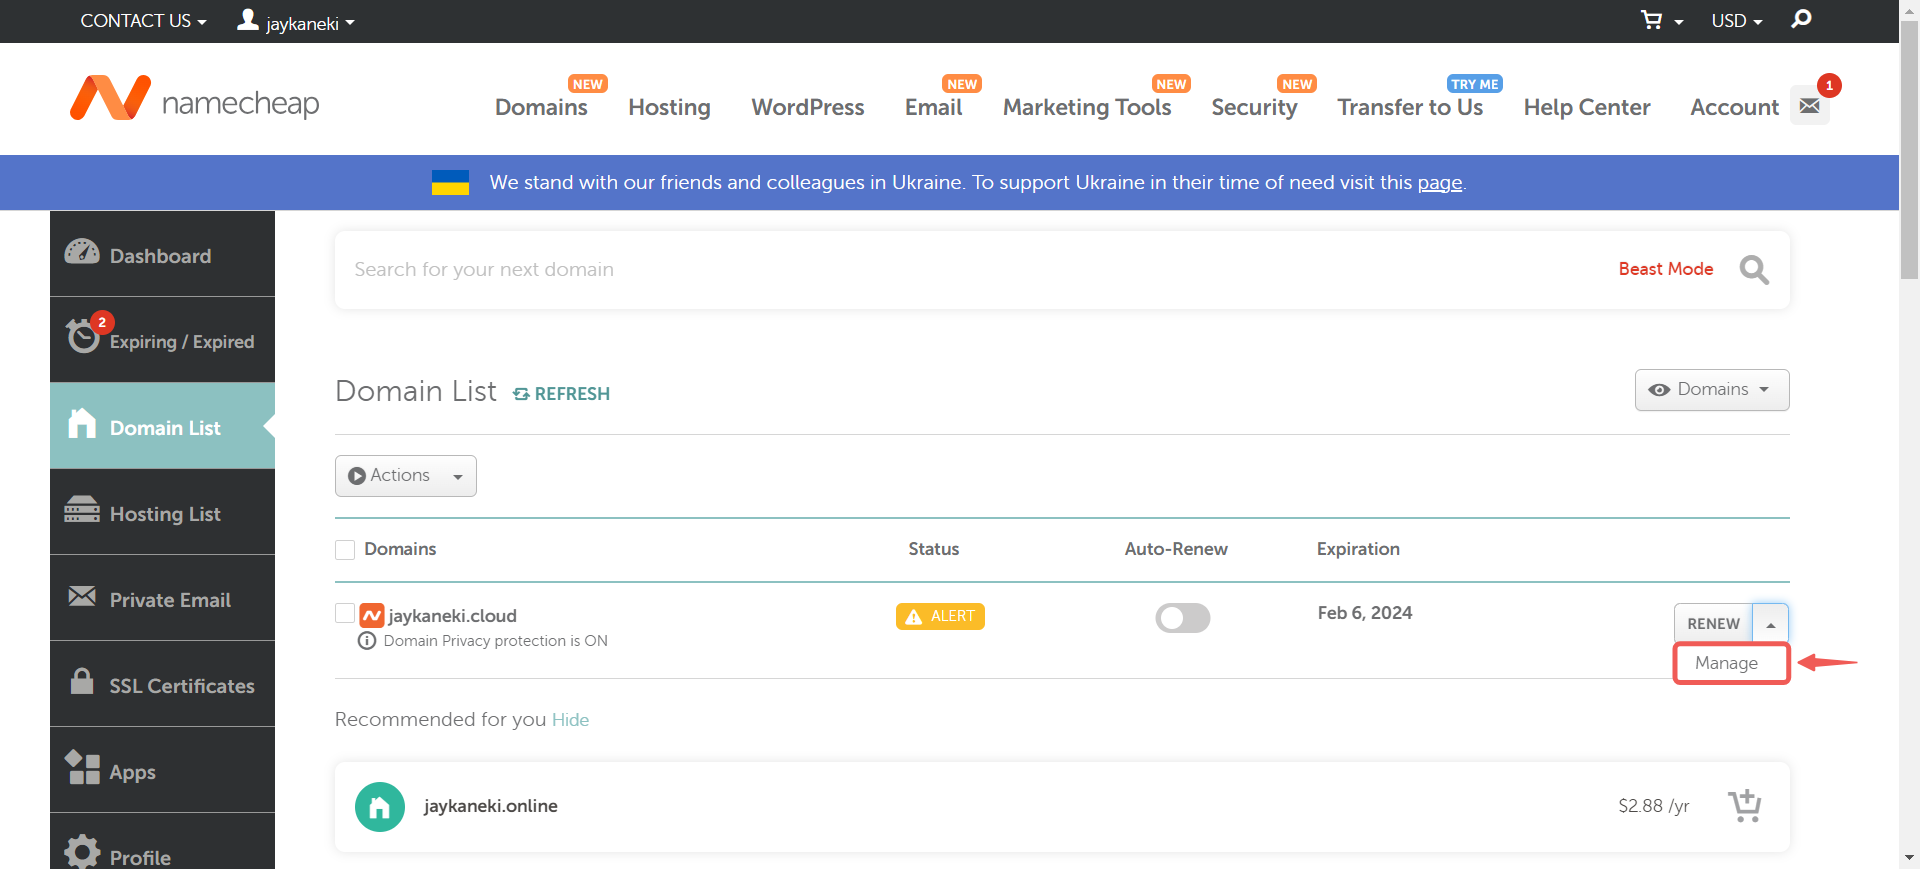 CONTACT US
jaykaneki
USD
namecheap
Domains NEW
Hosting
WordPress
Email NEW
Marketing Tools NEW
Security NEW
Transfer to Us TRY ME
Help Center
Account
1
We stand with our friends and colleagues in Ukraine. To support Ukraine in their time of need visit this page.
Dashboard
2
Expiring / Expired
Domain List
Hosting List
Private Email
SSL Certificates
Apps
Profile
Search for your next domain
Beast Mode
Domain List
REFRESH
Domains
Actions
Domains Status Auto-Renew Expiration
jaykaneki.cloud ALERT Feb 6, 2024 RENEW
Domain Privacy protection is ON
Manage
Recommended for you Hide
jaykaneki.online $2.88 /yr